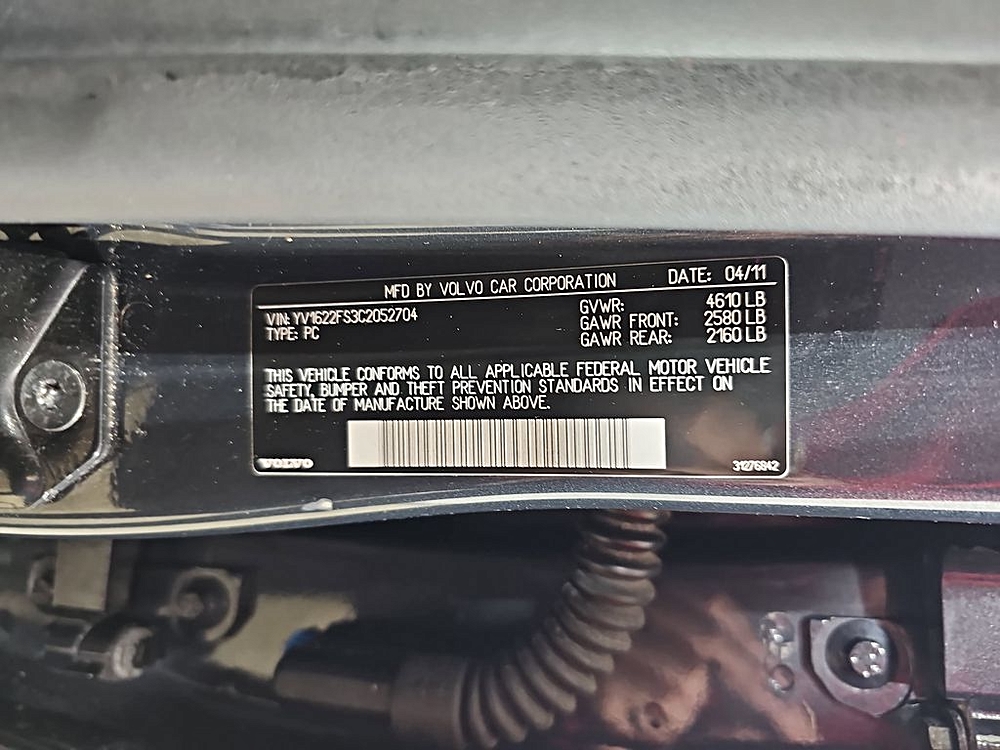 MFD BY VOLVO CAR CORPORATION DATE: 04/11
VIN: YV1622FS3C2052704
TYPE: PC
GVWR: 4610 LB
GAWR FRONT: 2580 LB
GAWR REAR: 2160 LB
THIS VEHICLE CONFORMS TO ALL APPLICABLE FEDERAL MOTOR VEHICLE
SAFETY, BUMPER AND THEFT PREVENTION STANDARDS IN EFFECT ON
THE DATE OF MANUFACTURE SHOWN ABOVE.
VOLVO
31276942